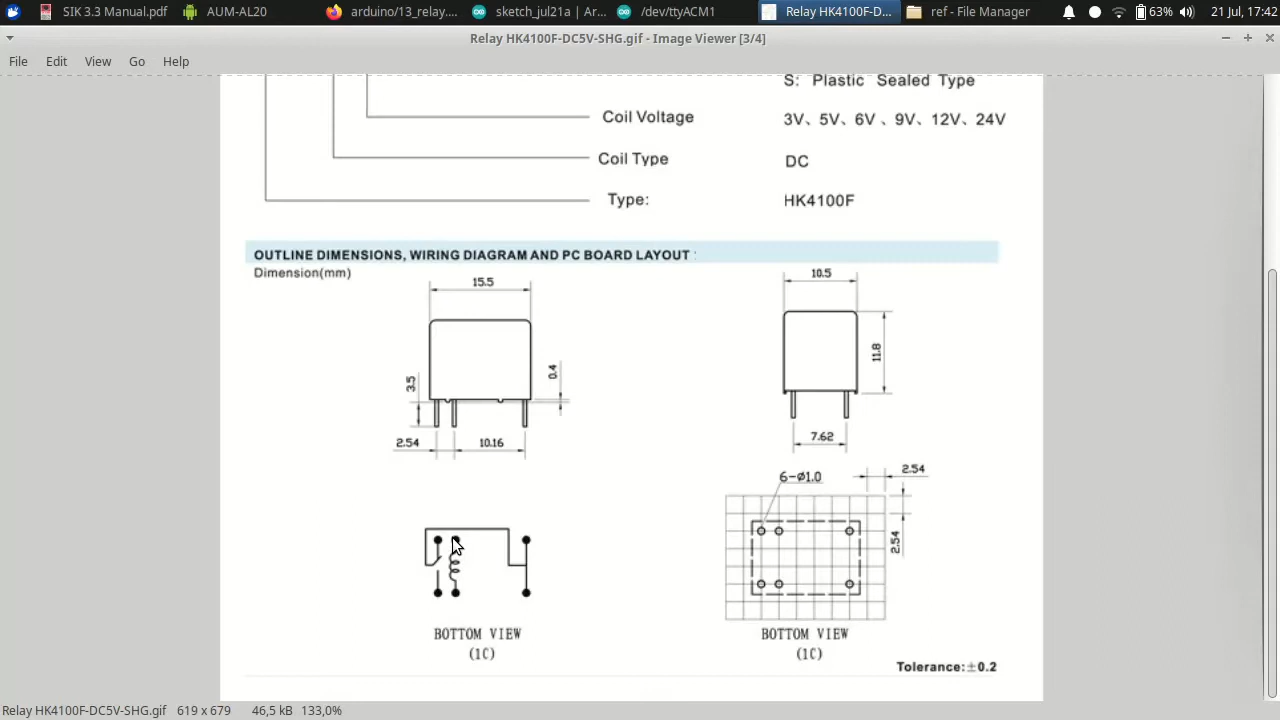 SIK 3.3 Manual.pdf AUM-AL20 arduino/13_relay.... sketch_jul21a | Ar... /dev/ttyACM1 Relay HK4100F-D... ref - File Manager 63% 21 Jul, 17:42
Relay HK4100F-DC5V-SHG.gif - Image Viewer [3/4]
File Edit View Go Help
S: Plastic Sealed Type
Coil Voltage 3V、5V、6V 、9V、12V、24V
Coil Type DC
Type: HK4100F
OUTLINE DIMENSIONS, WIRING DIAGRAM AND PC BOARD LAYOUT :
Dimension(mm)
15.5
10.5
3.5
0.4
11.8
2.54 10.16
7.62
6-ø1.0
2.54
2.54
BOTTOM VIEW
(1C)
BOTTOM VIEW
(1C)
Tolerance:±0.2
Relay HK4100F-DC5V-SHG.gif 619 x 679 46,5 kB 133,0%